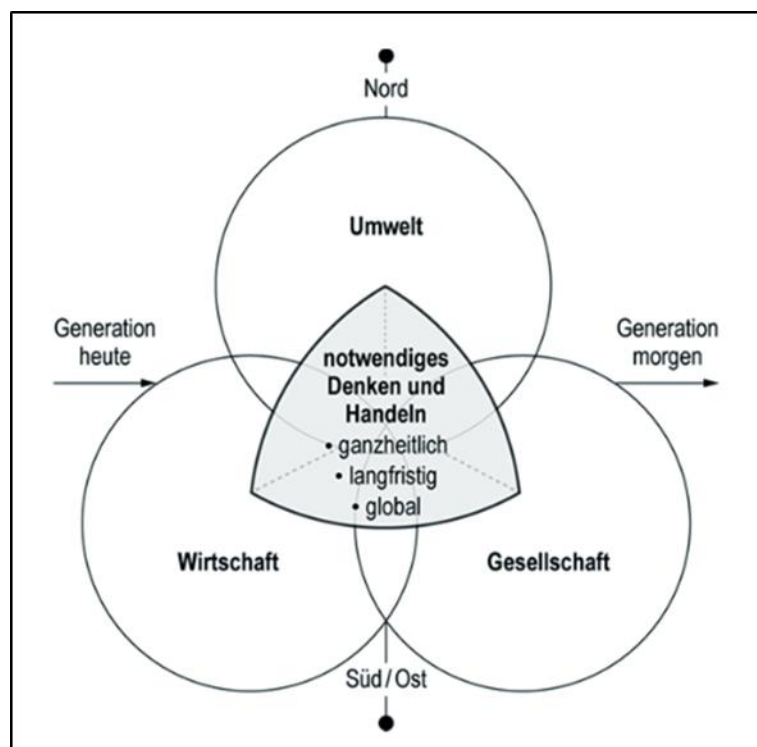 Nord
Umwelt
Generation
heute
Generation
morgen
notwendiges
Denken und
Handeln
• ganzheitlich
• langfristig
• global
Wirtschaft
Gesellschaft
Süd / Ost